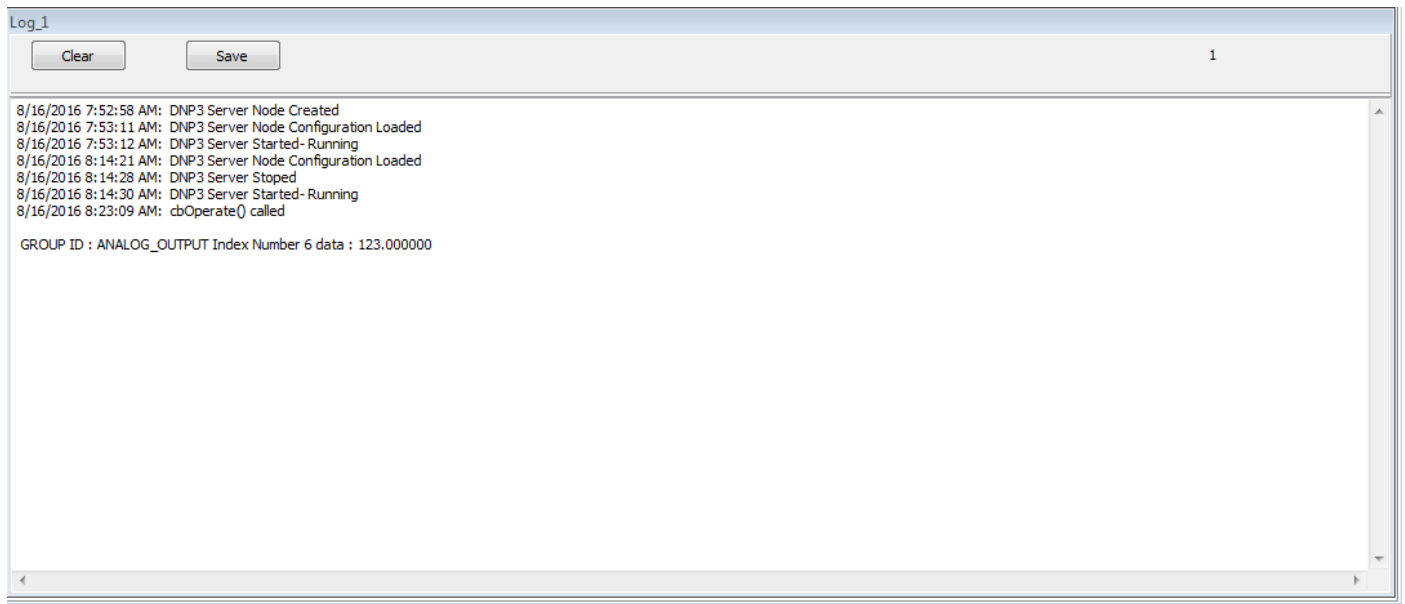 Log_1
Clear
Save
1
8/16/2016 7:52:58 AM:  DNP3 Server Node Created
8/16/2016 7:53:11 AM:  DNP3 Server Node Configuration Loaded
8/16/2016 7:53:12 AM:  DNP3 Server Started- Running
8/16/2016 8:14:21 AM:  DNP3 Server Node Configuration Loaded
8/16/2016 8:14:28 AM:  DNP3 Server Stoped
8/16/2016 8:14:30 AM:  DNP3 Server Started- Running
8/16/2016 8:23:09 AM:  cbOperate() called
GROUP ID : ANALOG_OUTPUT Index Number 6 data : 123.000000